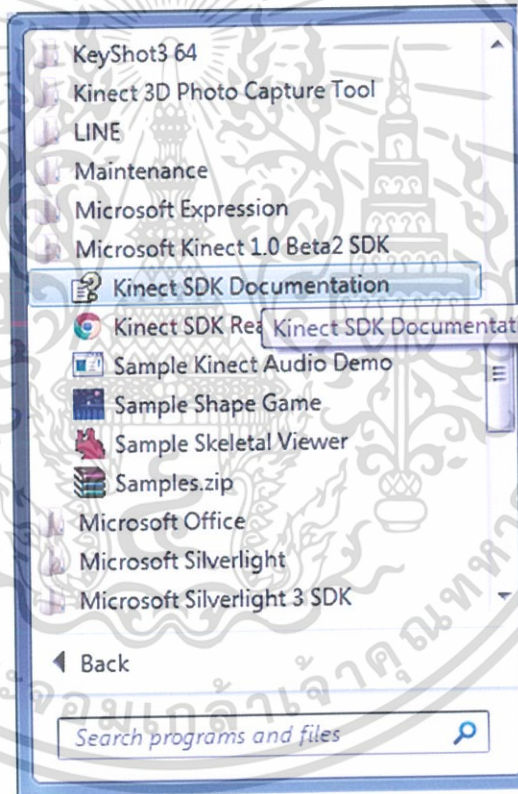 KeyShot3 64
Kinect 3D Photo Capture Tool
LINE
Maintenance
Microsoft Expression
Microsoft Kinect 1.0 Beta2 SDK
Kinect SDK Documentation
Kinect SDK Rea
Kinect SDK Documentat
Sample Kinect Audio Demo
Sample Shape Game
Sample Skeletal Viewer
Samples.zip
Microsoft Office
Microsoft Silverlight
Microsoft Silverlight 3 SDK
Back
Search programs and files